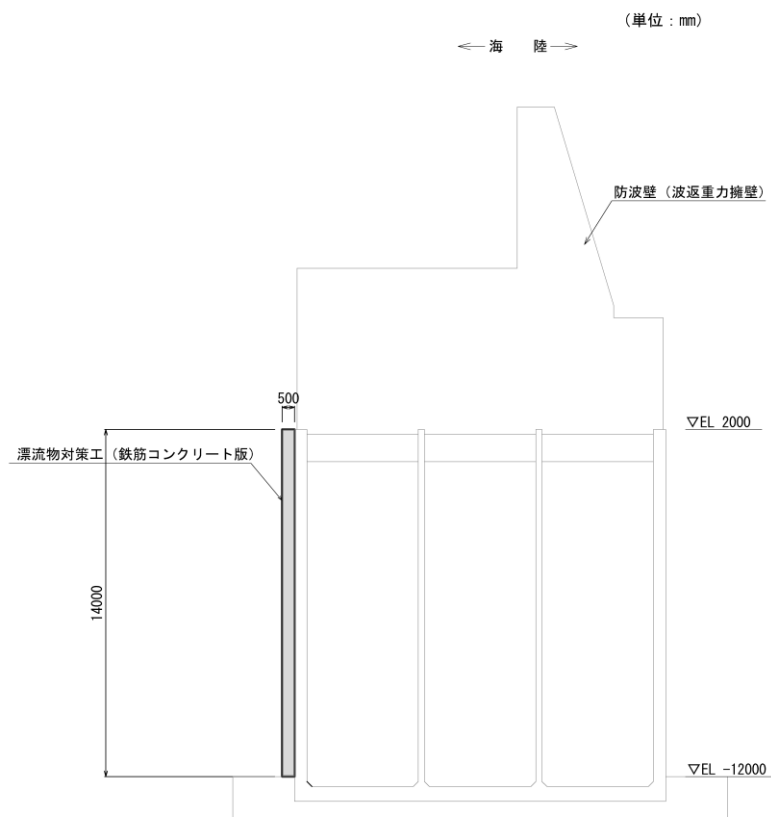 (単位：mm)
海 陸
防波壁（波返重力擁壁）
500
▽EL 2000
漂流物対策工（鉄筋コンクリート版）
14000
▽EL -12000